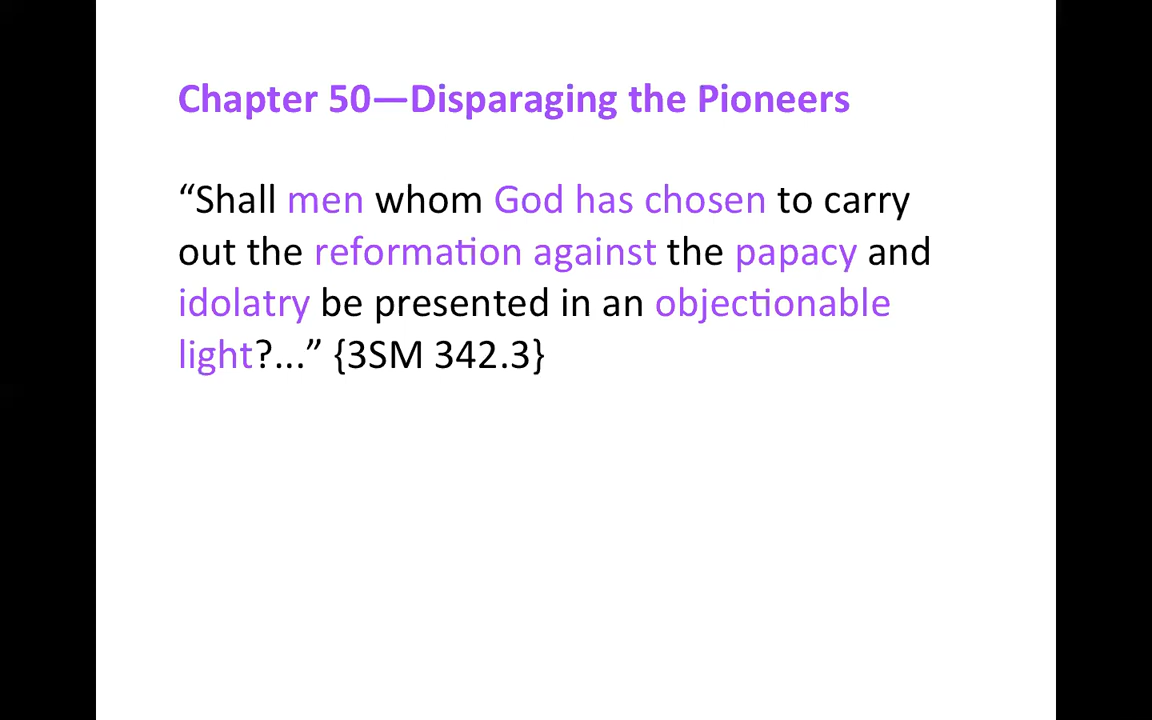 Chapter 50—Disparaging the Pioneers
“Shall men whom God has chosen to carry
out the reformation against the papacy and
idolatry be presented in an objectionable
light?...” {3SM 342.3}